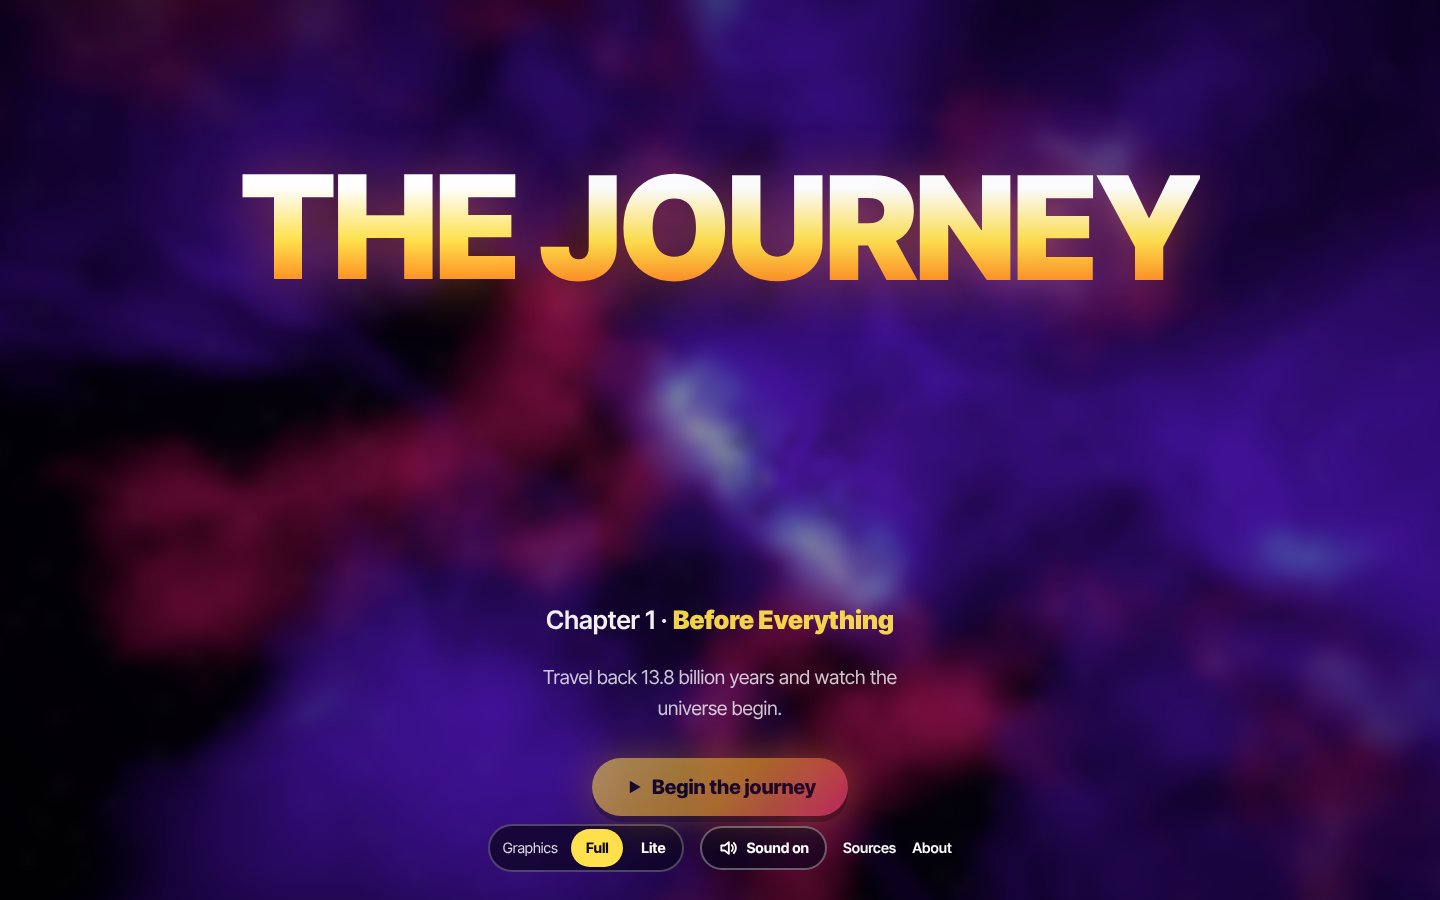 THE JOURNEY
Chapter 1 · Before Everything
Travel back 13.8 billion years and watch the
universe begin.
Begin the journey
Graphics Full Lite Sound on Sources About